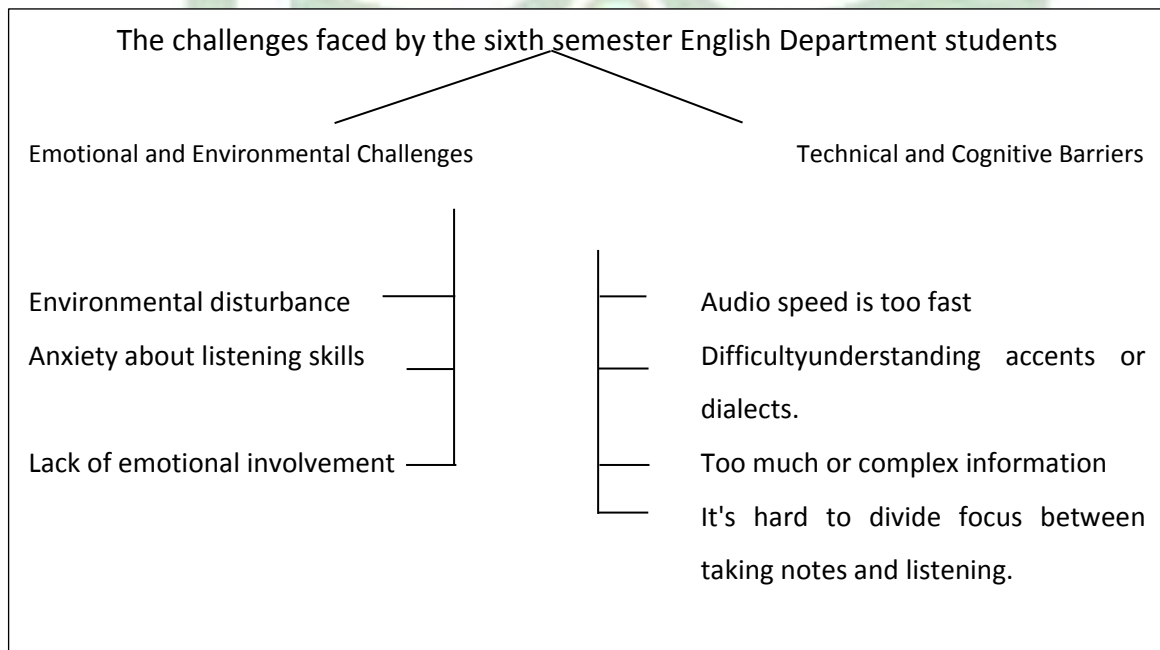 The challenges faced by the sixth semester English Department students
Emotional and Environmental Challenges
Technical and Cognitive Barriers
Environmental disturbance
Anxiety about listening skills
Lack of emotional involvement
Audio speed is too fast
Difficultyunderstanding accents or
dialects.
Too much or complex information
It's hard to divide focus between
taking notes and listening.